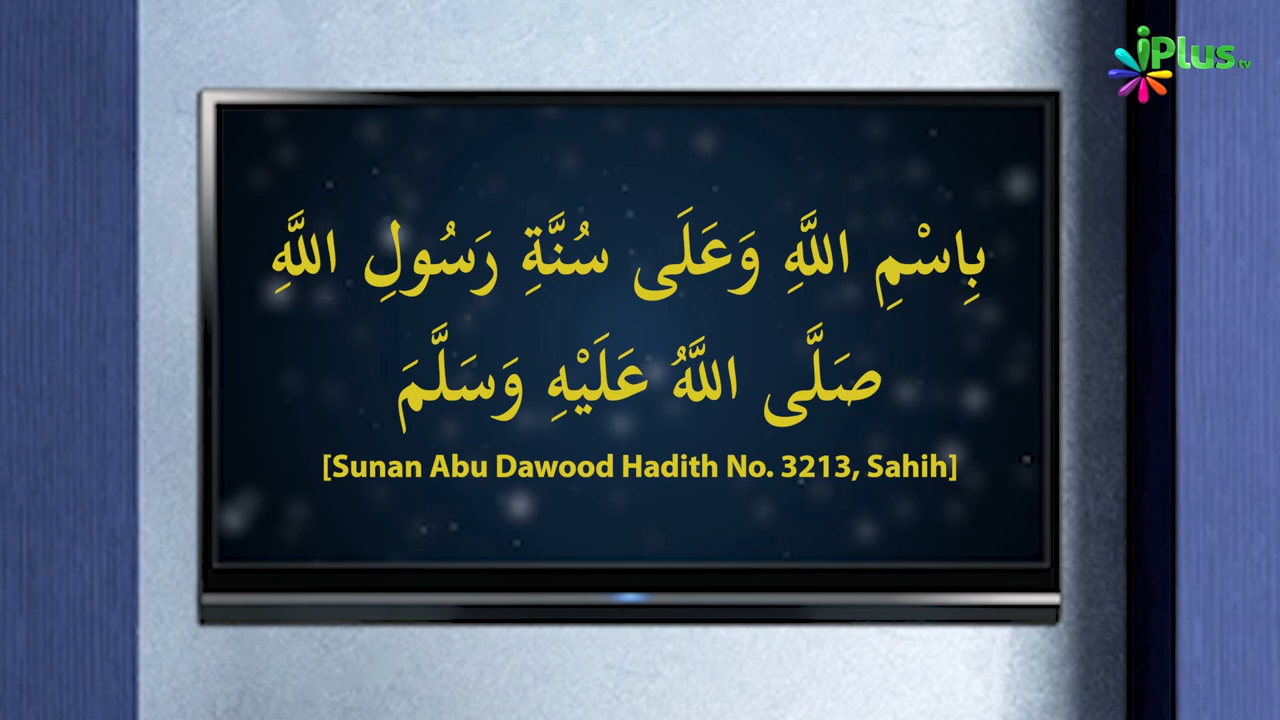 iPlus tv
بِاسْمِ اللَّهِ وَعَلَى سُنَّةِ رَسُولِ اللَّهِ
صَلَّى اللَّهُ عَلَيْهِ وَسَلَّمَ
[Sunan Abu Dawood Hadith No. 3213, Sahih]